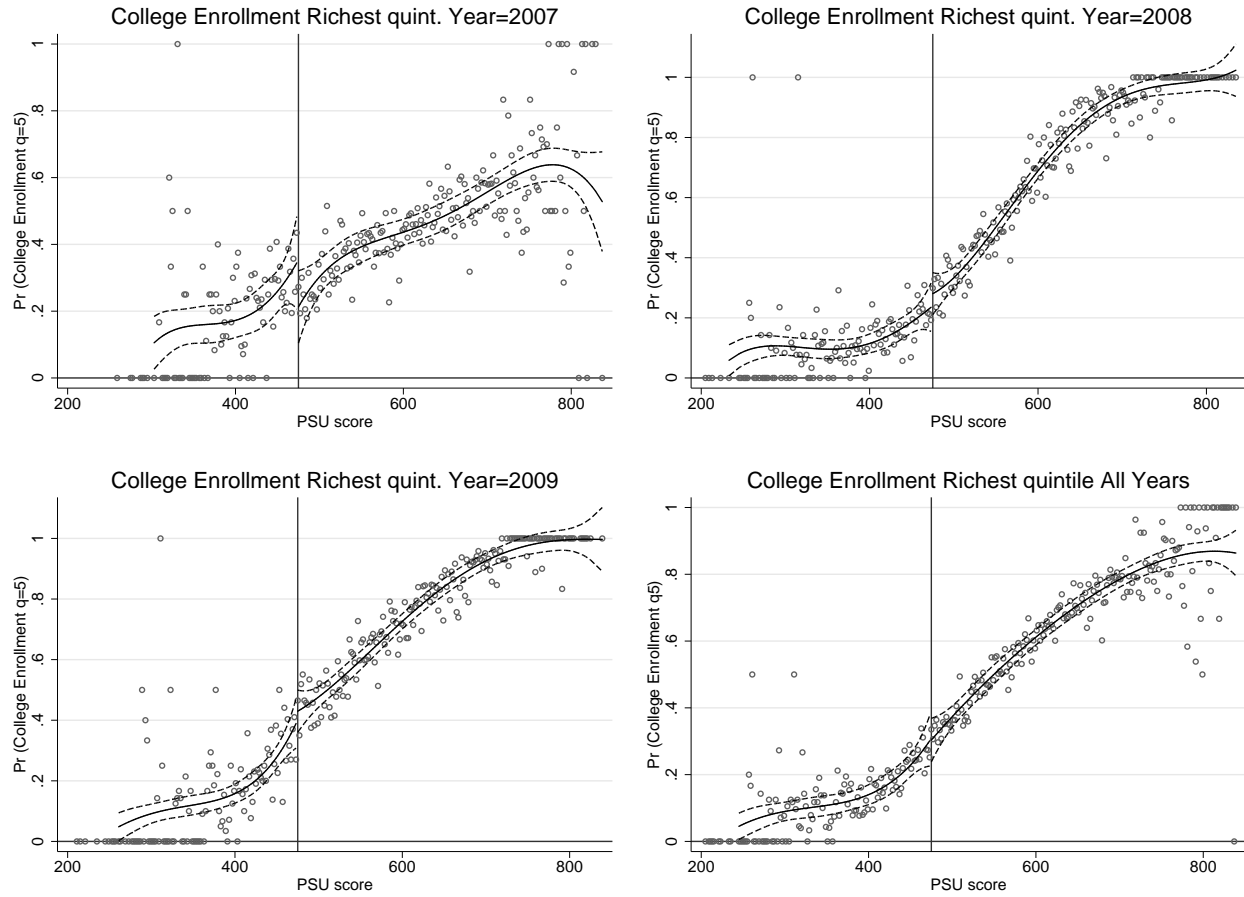 College Enrollment Richest quint. Year=2007
Pr (College Enrollment q=5)
1
.8
.6
.4
.2
0
200 400 600 800
PSU score
College Enrollment Richest quint. Year=2008
Pr (College Enrollment q=5)
1
.8
.6
.4
.2
0
200 400 600 800
PSU score
College Enrollment Richest quint. Year=2009
Pr (College Enrollment q=5)
1
.8
.6
.4
.2
0
200 400 600 800
PSU score
College Enrollment Richest quintile All Years
Pr (College Enrollment q5)
1
.8
.6
.4
.2
0
200 400 600 800
PSU score